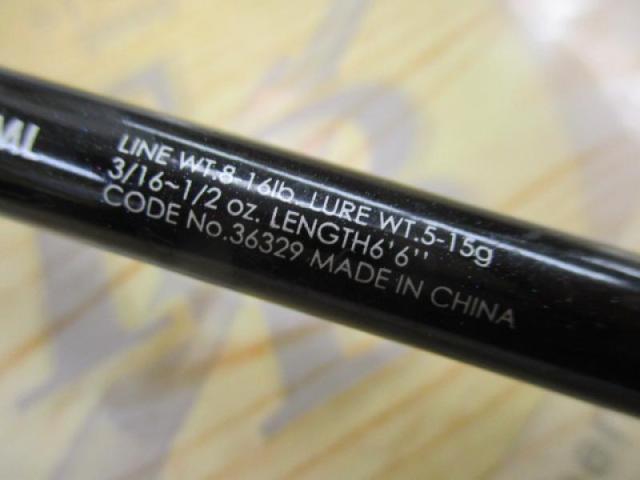 ML
LINE WT.8-16lb. LURE WT.5-15g
3/16~1/2 oz. LENGTH6'6''
CODE No.36329 MADE IN CHINA